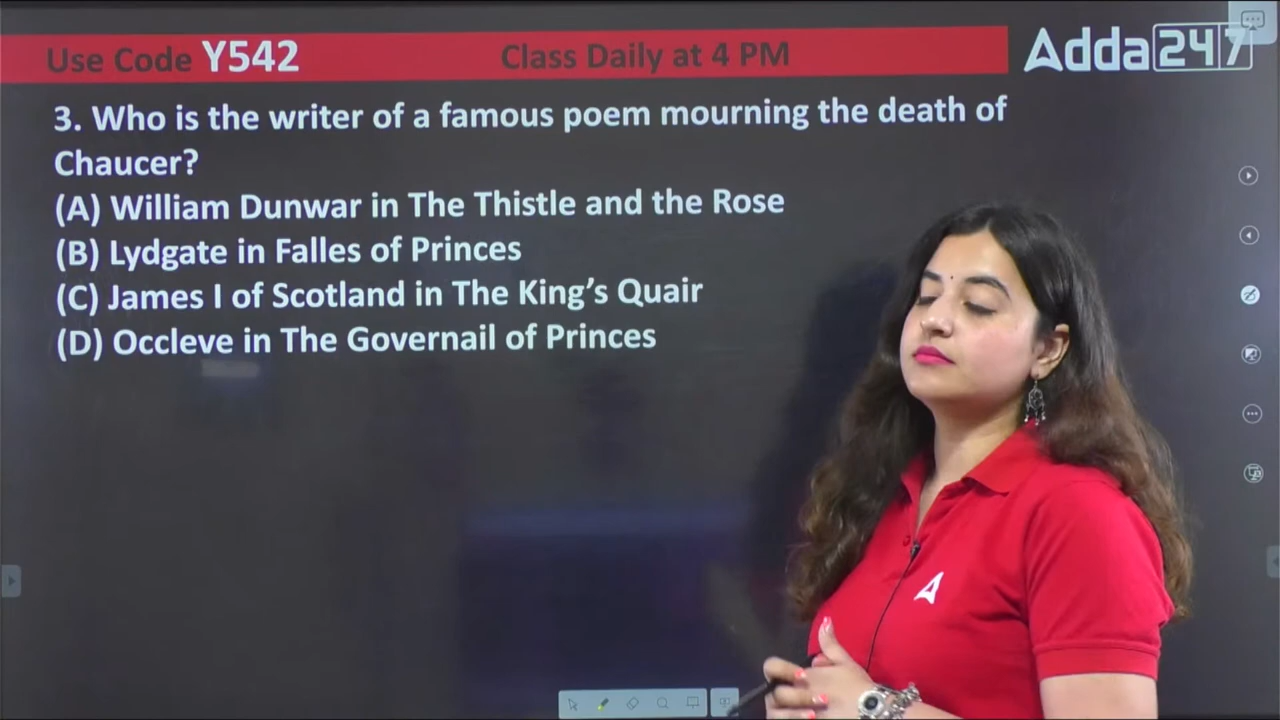 Use Code Y542 Class Daily at 4 PM
Adda247
3. Who is the writer of a famous poem mourning the death of
Chaucer?
(A) William Dunwar in The Thistle and the Rose
(B) Lydgate in Falles of Princes
(C) James I of Scotland in The King's Quair
(D) Occleve in The Governail of Princes